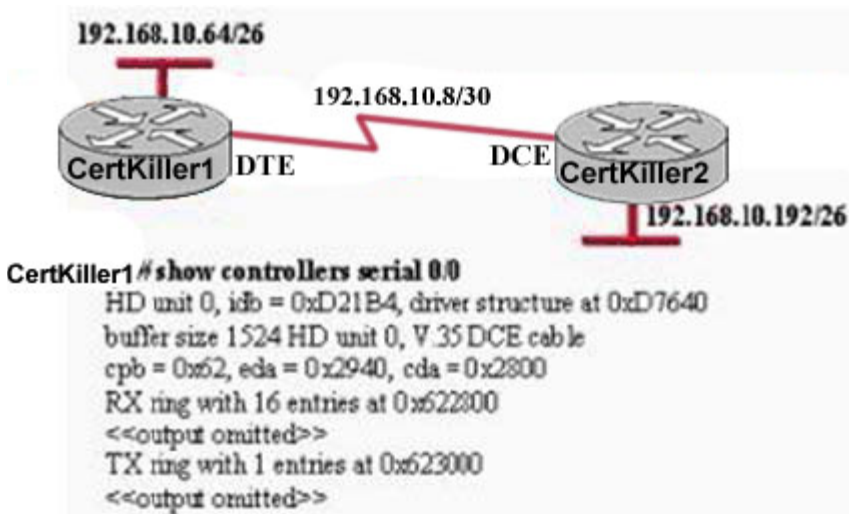 192.168.10.64/26
192.168.10.8/30
CertKiller1
DTE
DCE
CertKiller2
192.168.10.192/26
CertKiller1#show controllers serial 0/0
HD unit 0, idb = 0xD21B4, driver structure at 0xD7640
buffer size 1524 HD unit 0, V.35 DCE cable
cpb = 0x62, eda = 0x2940, cda = 0x2800
RX ring with 16 entries at 0x622800
<<output omitted>>
TX ring with 1 entries at 0x623000
<<output omitted>>